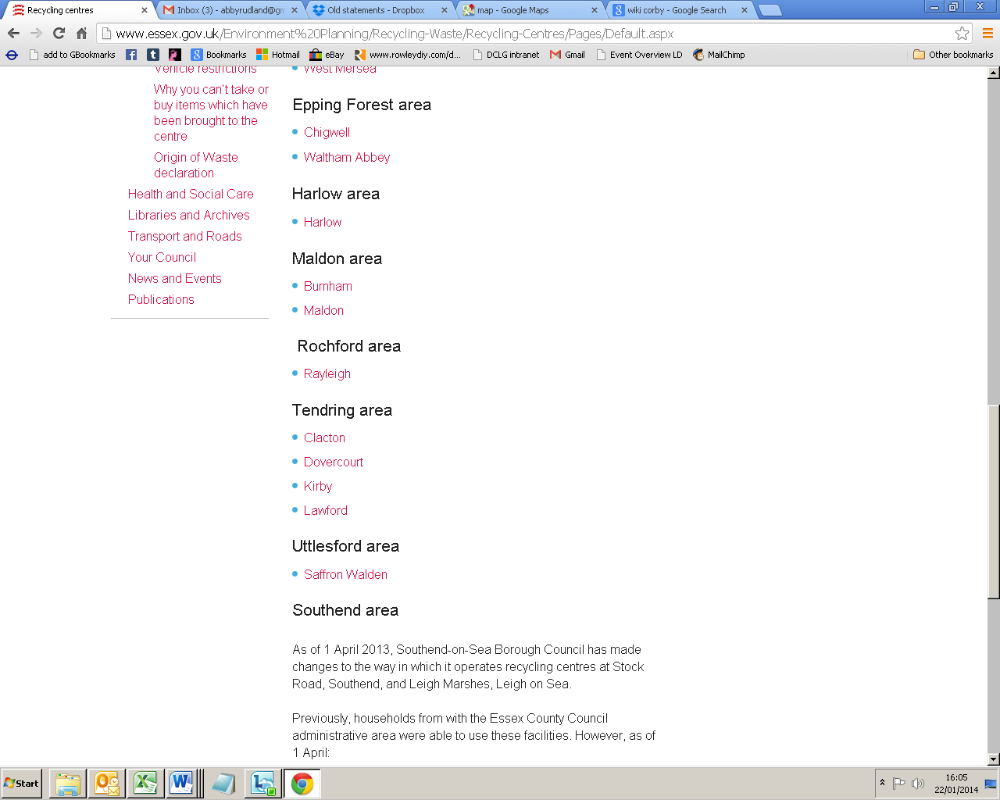 Recycling centres
Inbox (3) - abbyrudland@gm
Old statements - Dropbox
map - Google Maps
wiki corby - Google Search
www.essex.gov.uk/Environment%20Planning/Recycling-Waste/Recycling-Centres/Pages/Default.aspx
add to GBookmarks
Bookmarks
Hotmail
eBay
www.rowleydiy.com/d...
DCLG intranet
Gmail
Event Overview LD
MailChimp
Other bookmarks
Vehicle restrictions
Why you can't take or
buy items which have
been brought to the
centre
Origin of Waste
declaration
Health and Social Care
Libraries and Archives
Transport and Roads
Your Council
News and Events
Publications
West Mersea
Epping Forest area
Chigwell
Waltham Abbey
Harlow area
Harlow
Maldon area
Burnham
Maldon
Rochford area
Rayleigh
Tendring area
Clacton
Dovercourt
Kirby
Lawford
Uttlesford area
Saffron Walden
Southend area
As of 1 April 2013, Southend-on-Sea Borough Council has made
changes to the way in which it operates recycling centres at Stock
Road, Southend, and Leigh Marshes, Leigh on Sea.
Previously, households from with the Essex County Council
administrative area were able to use these facilities. However, as of
1 April:
Start
16:05
22/01/2014